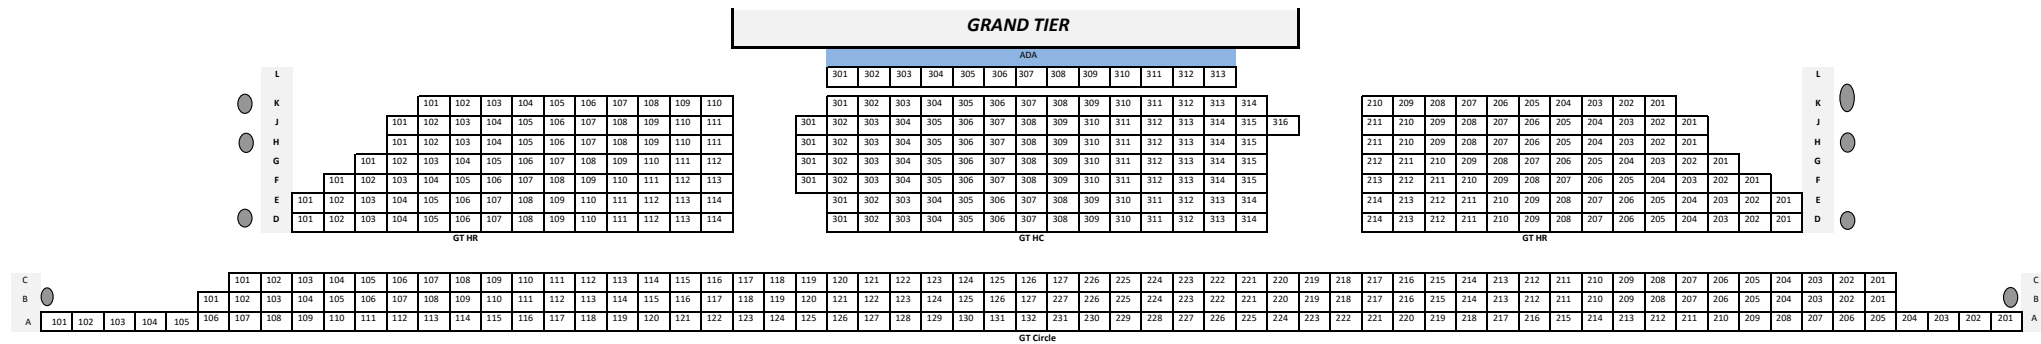 GRAND TIER
ADA
L 301 302 303 304 305 306 307 308 309 310 311 312 313 L
K 101 102 103 104 105 106 107 108 109 110 301 302 303 304 305 306 307 308 309 310 311 312 313 314 210 209 208 207 206 205 204 203 202 201 K
J 101 102 103 104 105 106 107 108 109 110 111 301 302 303 304 305 306 307 308 309 310 311 312 313 314 315 316 211 210 209 208 207 206 205 204 203 202 201 J
H 101 102 103 104 105 106 107 108 109 110 111 301 302 303 304 305 306 307 308 309 310 311 312 313 314 315 211 210 209 208 207 206 205 204 203 202 201 H
G 101 102 103 104 105 106 107 108 109 110 111 112 301 302 303 304 305 306 307 308 309 310 311 312 313 314 315 212 211 210 209 208 207 206 205 204 203 202 201 G
F 101 102 103 104 105 106 107 108 109 110 111 112 113 301 302 303 304 305 306 307 308 309 310 311 312 313 314 315 213 212 211 210 209 208 207 206 205 204 203 202 201 F
E 101 102 103 104 105 106 107 108 109 110 111 112 113 114 301 302 303 304 305 306 307 308 309 310 311 312 313 314 214 213 212 211 210 209 208 207 206 205 204 203 202 201 E
D 101 102 103 104 105 106 107 108 109 110 111 112 113 114 301 302 303 304 305 306 307 308 309 310 311 312 313 314 214 213 212 211 210 209 208 207 206 205 204 203 202 201 D
GT HR GT HC GT HR
C 101 102 103 104 105 106 107 108 109 110 111 112 113 114 115 116 117 118 119 120 121 122 123 124 125 126 127 226 225 224 223 222 221 220 219 218 217 216 215 214 213 212 211 210 209 208 207 206 205 204 203 202 201 C
B 101 102 103 104 105 106 107 108 109 110 111 112 113 114 115 116 117 118 119 120 121 122 123 124 125 126 127 227 226 225 224 223 222 221 220 219 218 217 216 215 214 213 212 211 210 209 208 207 206 205 204 203 202 201 B
A 101 102 103 104 105 106 107 108 109 110 111 112 113 114 115 116 117 118 119 120 121 122 123 124 125 126 127 128 129 130 131 132 231 230 229 228 227 226 225 224 223 222 221 220 219 218 217 216 215 214 213 212 211 210 209 208 207 206 205 204 203 202 201 A
GT Circle